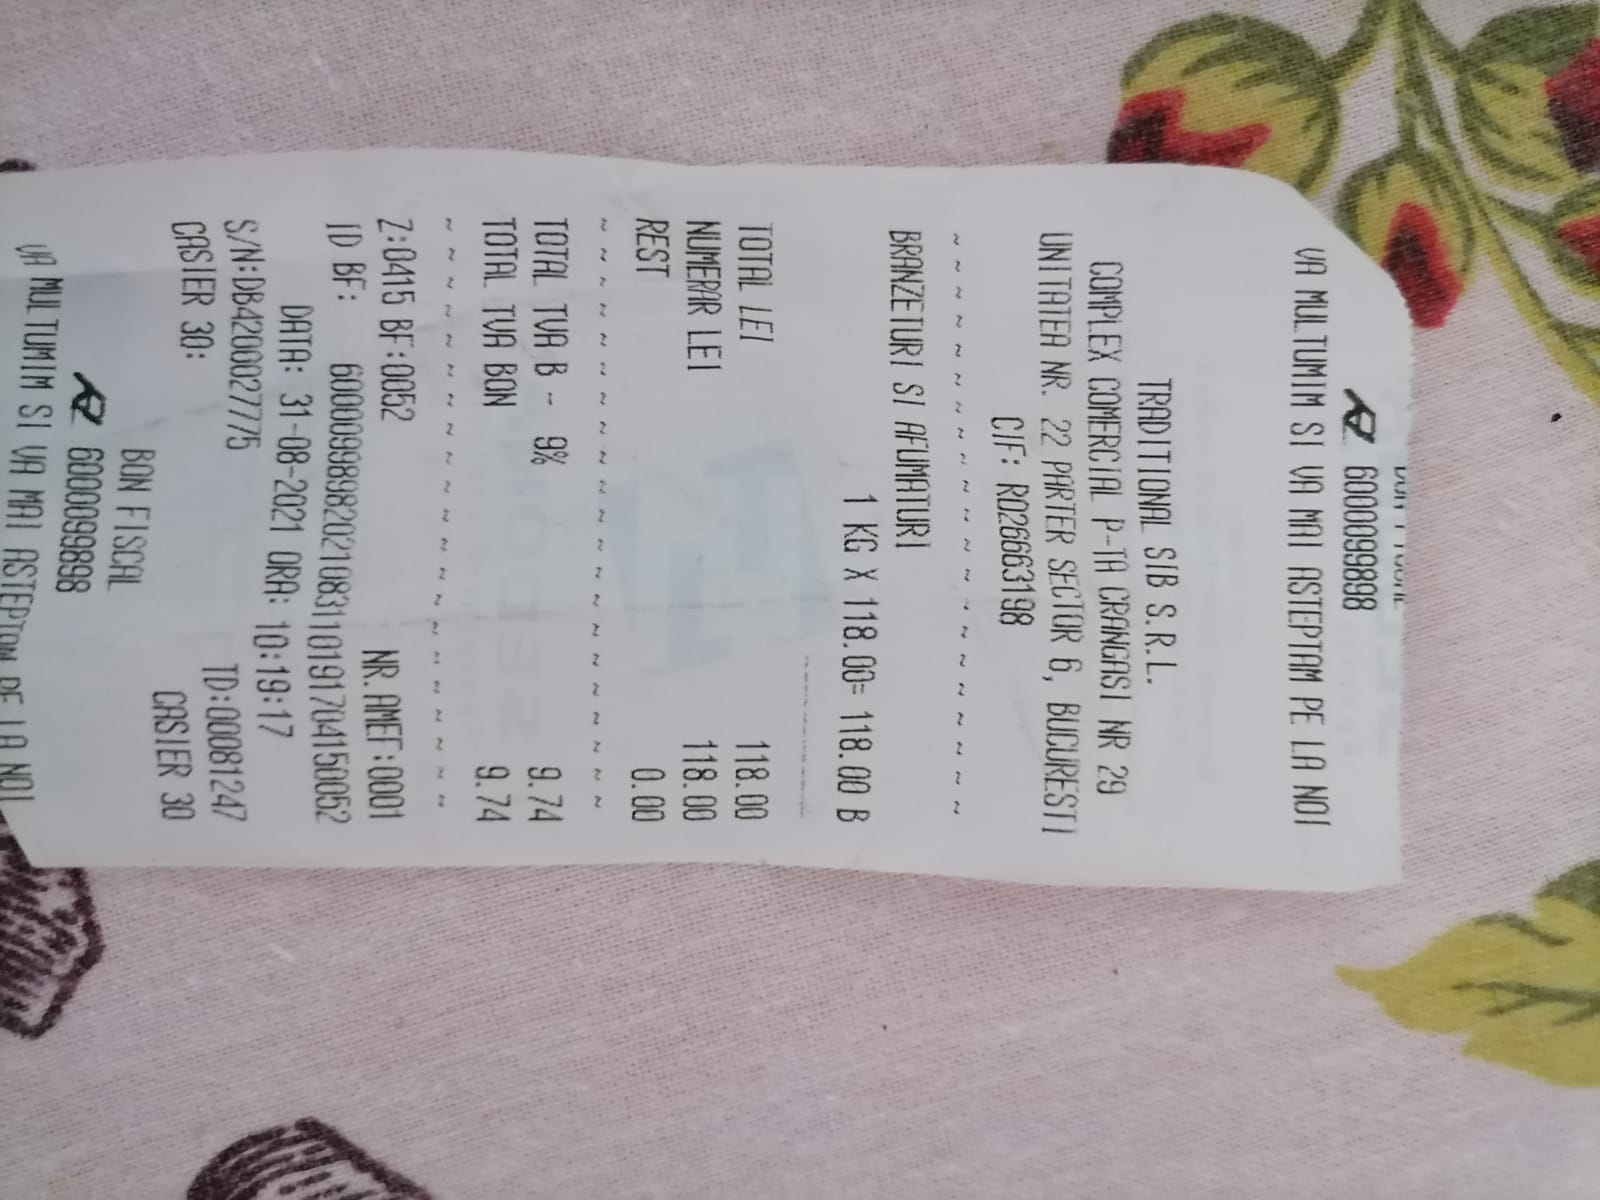 6000099898
VA MULTUMIM SI VA MAI ASTEPTAM PE LA NOI
TRADITIONAL SIB S.R.L.
COMPLEX COMERCIAL P-TA CRANGASI NR 29
UNITATEA NR. 22 PARTER SECTOR 6, BUCURESTI
CIF: RO26663198
~ ~ ~ ~ ~ ~ ~ ~ ~ ~ ~ ~ ~ ~ ~ ~ ~ ~ ~ ~ ~
BRANZETURI SI AFUMATURI
1 KG X 118.00= 118.00 B
TOTAL LEI 118.00
NUMERAR LEI 118.00
REST 0.00
~ ~ ~ ~ ~ ~ ~ ~ ~ ~ ~ ~ ~ ~ ~ ~ ~ ~ ~ ~ ~
TOTAL TVA B - 9% 9.74
TOTAL TVA BON 9.74
~ ~ ~ ~ ~ ~ ~ ~ ~ ~ ~ ~ ~ ~ ~ ~ ~ ~ ~ ~ ~
Z:0415 BF:0052 NR.AMEF:0001
ID BF: 6000099898202108311019170415​0052
DATA: 31-08-2021 ORA: 10:19:17
S/N:DB4200027775 TD:00081247
CASIER 30: CASIER 30
BON FISCAL
6000099898
VA MULTUMIM SI VA MAI ASTEPTAM PE LA NOI